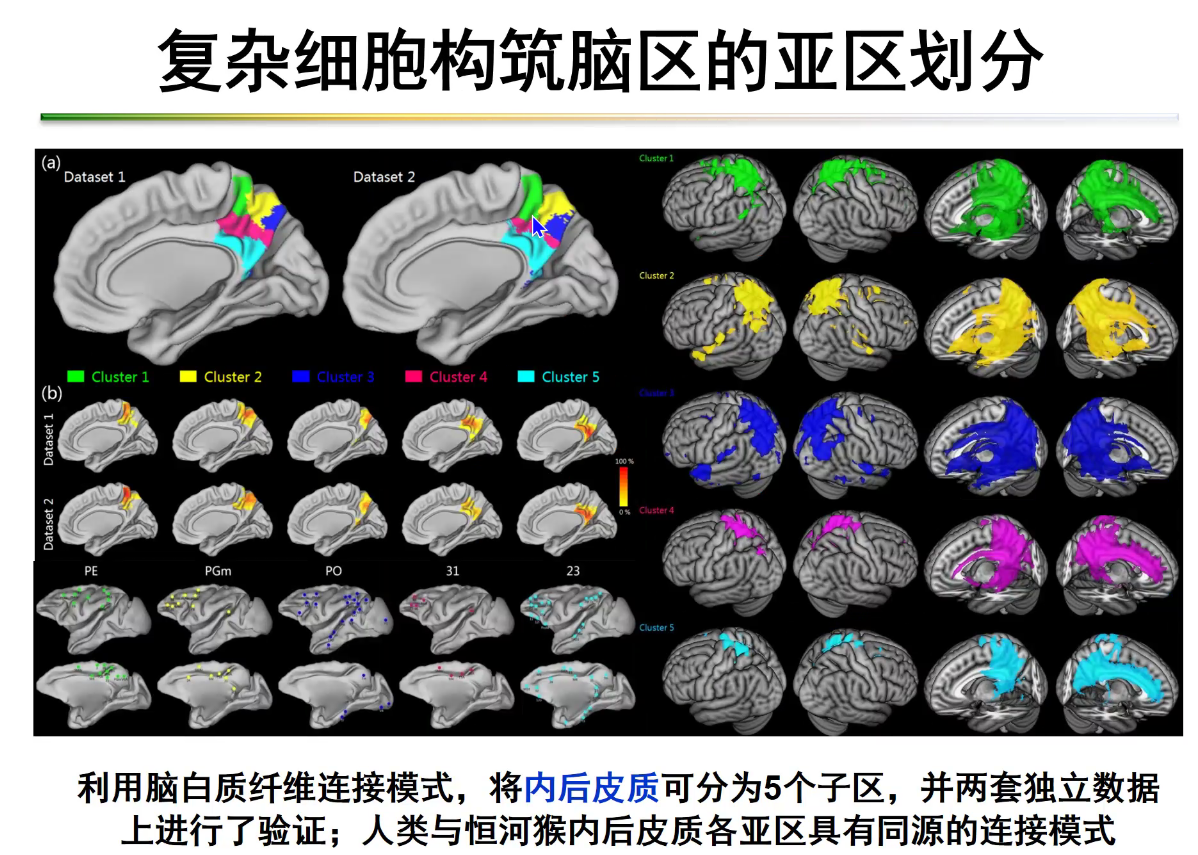 复杂细胞构筑脑区的亚区划分
(a)
Dataset 1
Dataset 2
Cluster 1
Cluster 2
Cluster 3
Cluster 4
Cluster 5
(b)
Dataset 1
Dataset 2
100 %
0 %
PE
PGm
PO
31
23
Cluster 1
Cluster 2
Cluster 3
Cluster 4
Cluster 5
利用脑白质纤维连接模式，将内后皮质可分为5个子区，并两套独立数据
上进行了验证；人类与恒河猴内后皮质各亚区具有同源的连接模式